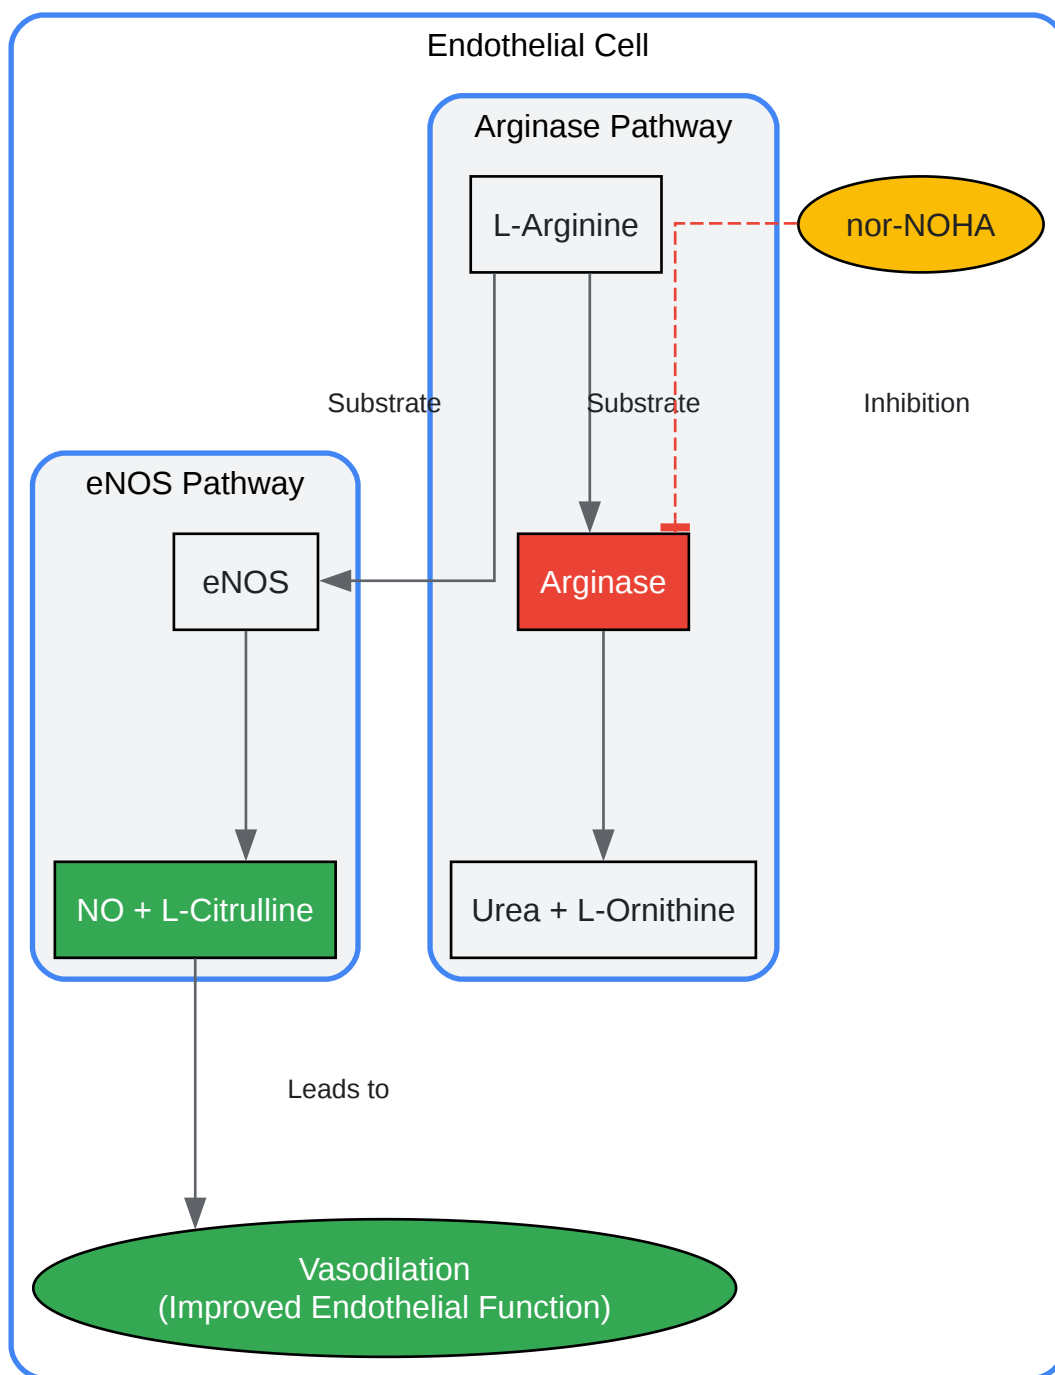 Endothelial Cell
Arginase Pathway
L-Arginine
nor-NOHA
Substrate
Substrate
Inhibition
eNOS Pathway
eNOS
Arginase
NO + L-Citrulline
Urea + L-Ornithine
Leads to
Vasodilation
(Improved Endothelial Function)